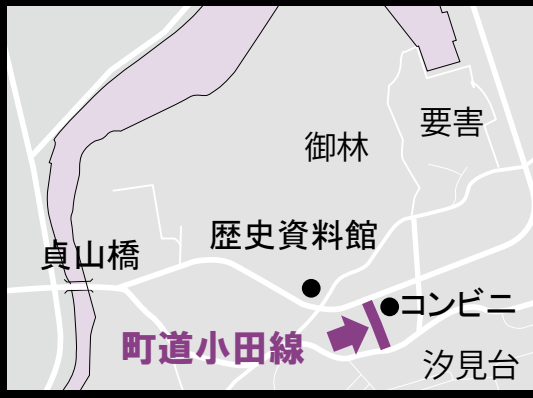 要害
御林
歴史資料館
貞山橋
コンビニ
町道小田線
汐見台